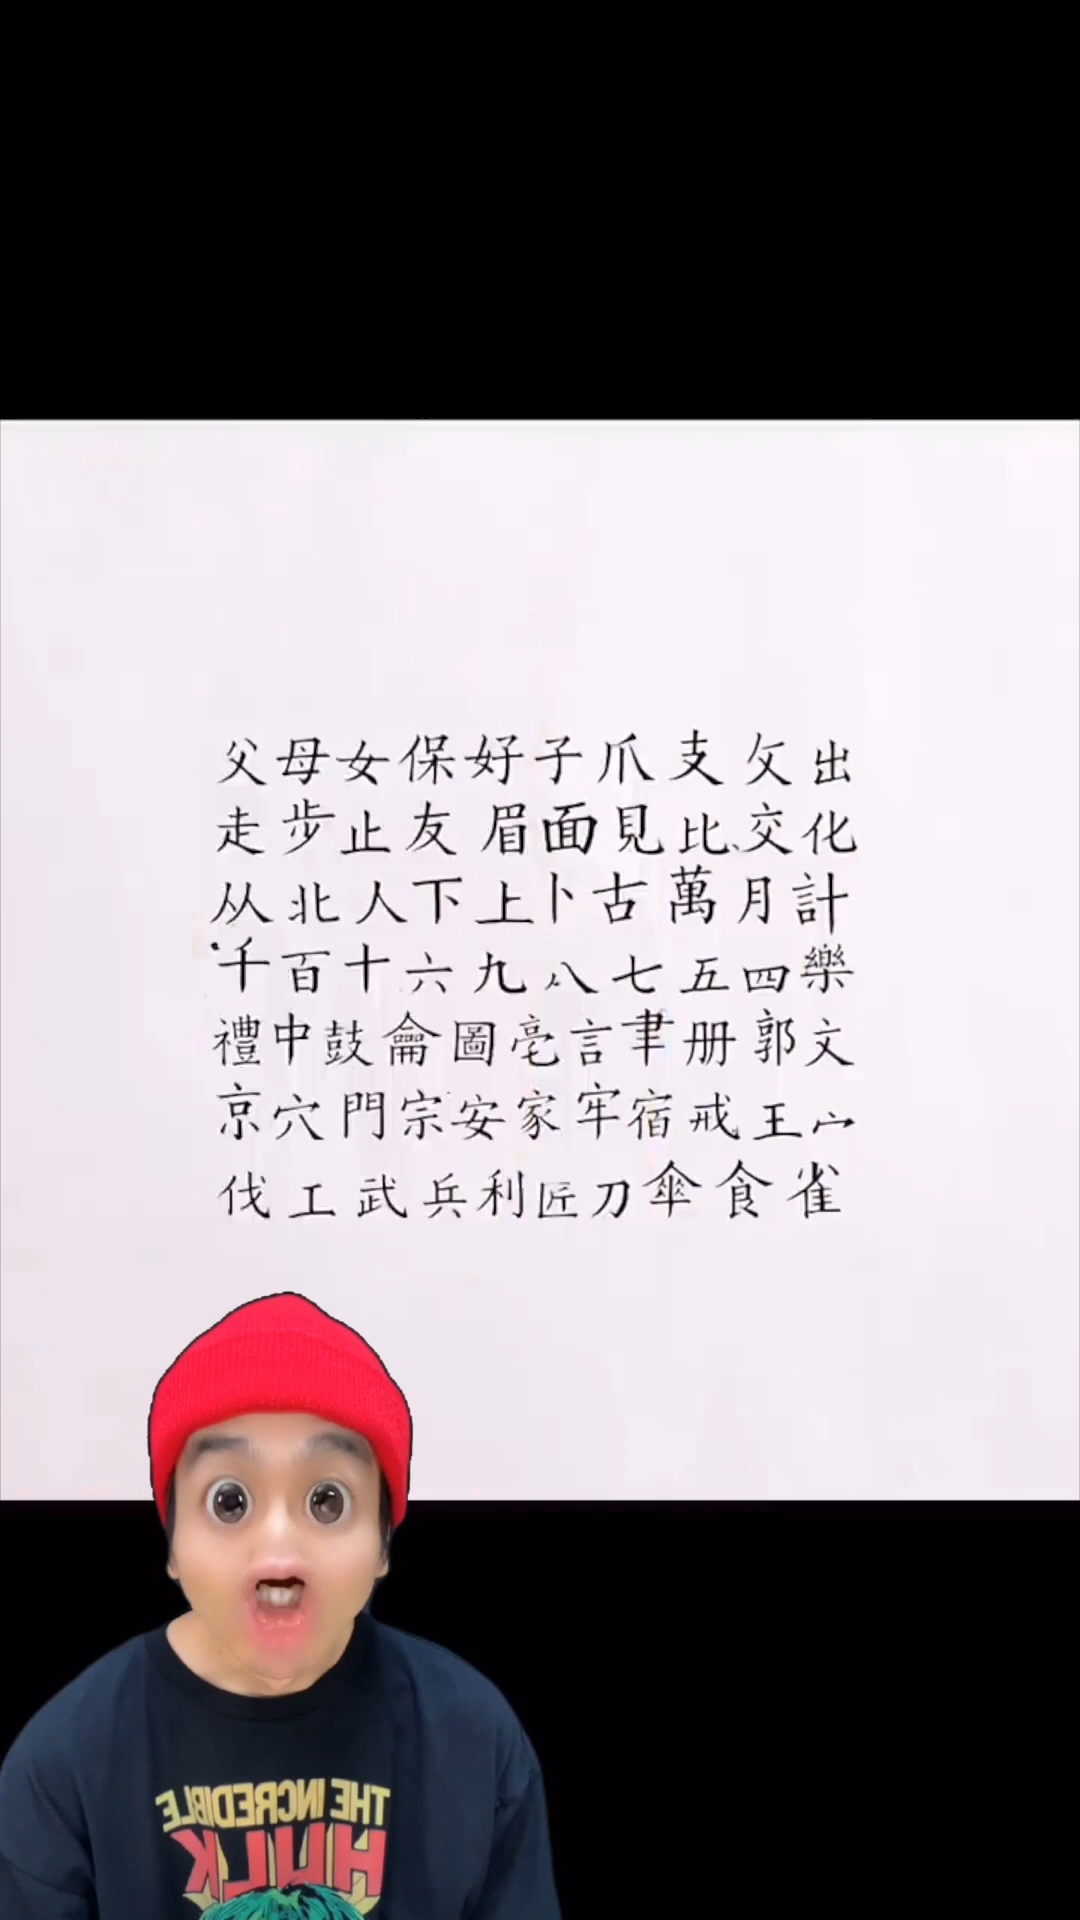 父母女保好子爪支攵出
走步止友眉面見比交化
从北人下上卜古萬月計
千百十六九八七五四樂
禮中鼓龠圖亳言聿册郭文
京穴門宗安家牢宿戒王宀
伐工武兵利匠刀傘食雀
THE INCREDIBLE
HULK